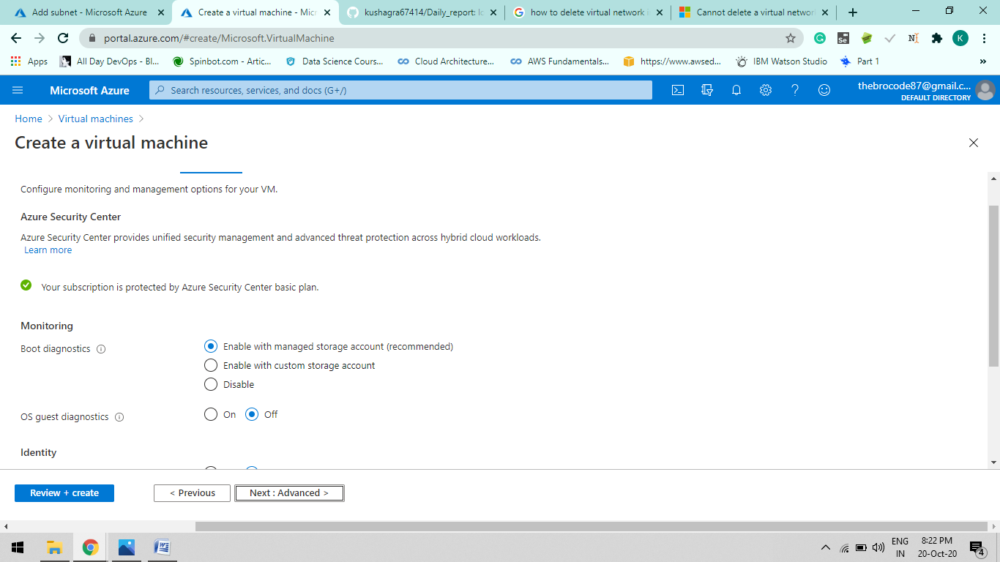 Add subnet - Microsoft Azure
Create a virtual machine - Micr
kushagra67414/Daily_report: Ic
how to delete virtual network i
Cannot delete a virtual networ
portal.azure.com/#create/Microsoft.VirtualMachine
G
Se
N
K
Apps
All Day DevOps - Bl...
Spinbot.com - Artic...
Data Science Cours...
Cloud Architecture...
AWS Fundamentals...
https://www.awsed...
IBM Watson Studio
Part 1
»
Microsoft Azure
Search resources, services, and docs (G+/)
thebrocode87@gmail.c...
DEFAULT DIRECTORY
Home > Virtual machines >
Create a virtual machine
Configure monitoring and management options for your VM.
Azure Security Center
Azure Security Center provides unified security management and advanced threat protection across hybrid cloud workloads.
Learn more
Your subscription is protected by Azure Security Center basic plan.
Monitoring
Boot diagnostics
Enable with managed storage account (recommended)
Enable with custom storage account
Disable
OS guest diagnostics
On
Off
Identity
Review + create
< Previous
Next : Advanced >
ENG
IN
8:22 PM
20-Oct-20
4